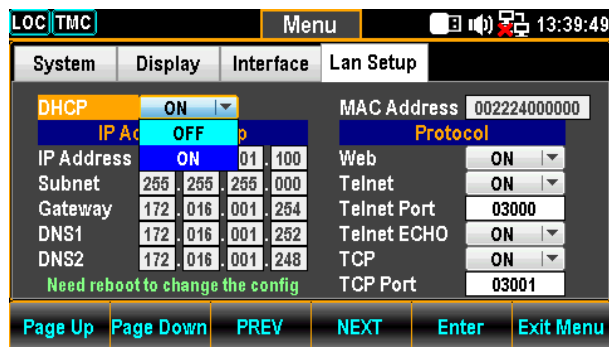 LOC TMC Menu 13:39:49
System Display Interface Lan Setup
DHCP ON MAC Address 002224000000
OFF Protocol
IP Address ON 100 Web ON
Subnet 255 . 255 . 255 . 000 Telnet ON
Gateway 172 . 016 . 001 . 254 Telnet Port 03000
DNS1 172 . 016 . 001 . 252 Telnet ECHO ON
DNS2 172 . 016 . 001 . 248 TCP ON
Need reboot to change the config TCP Port 03001
Page Up Page Down PREV NEXT Enter Exit Menu